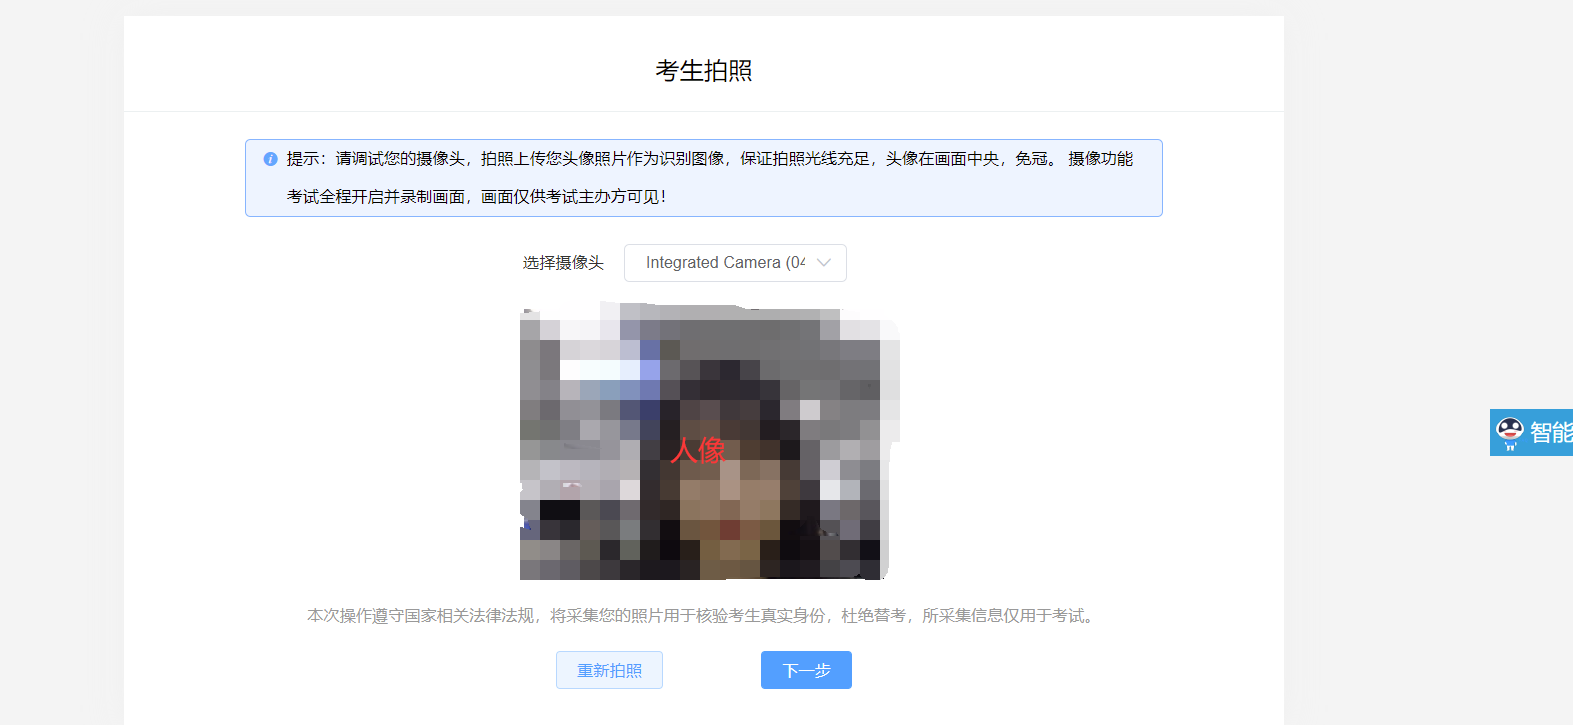 考生拍照
提示：请调试您的摄像头，拍照上传您头像照片作为识别图像，保证拍照光线充足，头像在画面中央，免冠。 摄像功能
考试全程开启并录制画面，画面仅供考试主办方可见！
选择摄像头
Integrated Camera (04
人像
智能
本次操作遵守国家相关法律法规，将采集您的照片用于核验考生真实身份，杜绝替考，所采集信息仅用于考试。
重新拍照
下一步